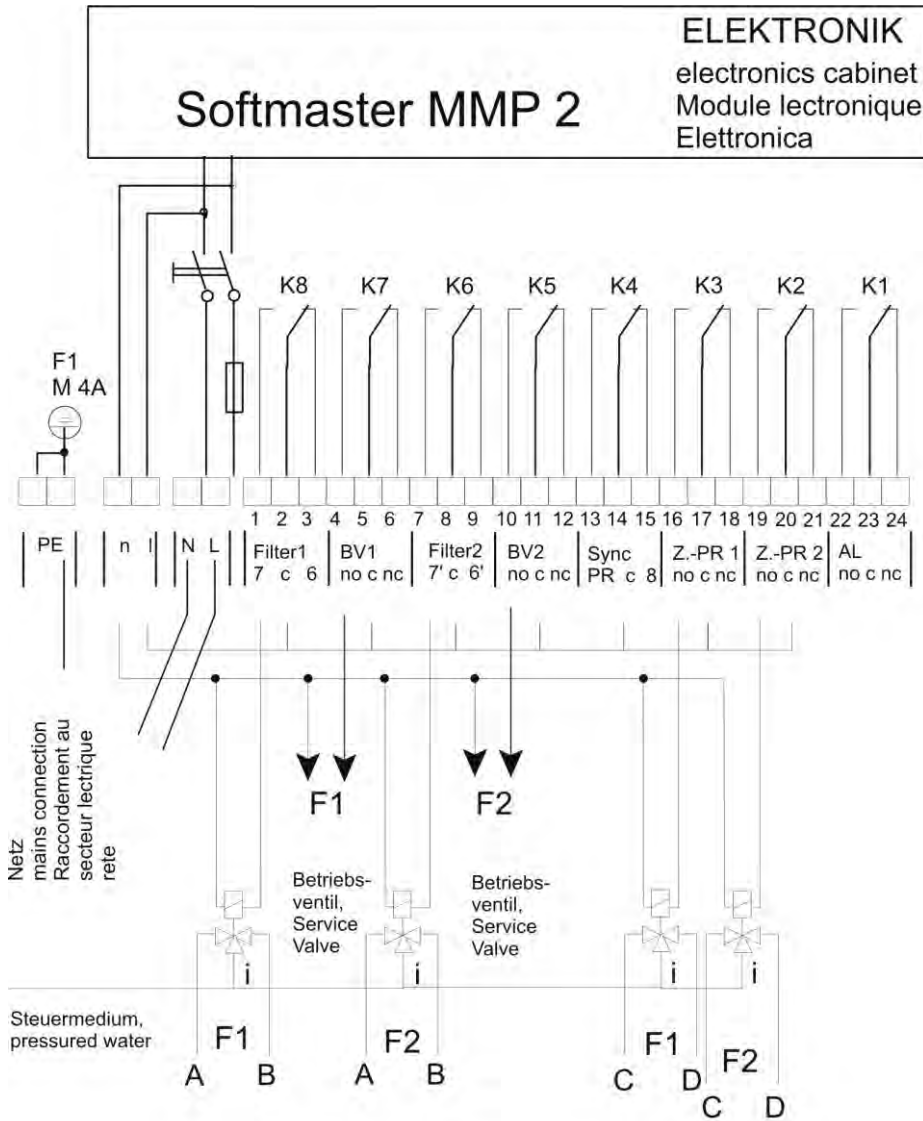 ELEKTRONIK
electronics cabinet
Module lectronique
Elettronica
Softmaster MMP 2
K8 K7 K6 K5 K4 K3 K2 K1
F1
M 4A
1 2 3 4 5 6 7 8 9 10 11 12 13 14 15 16 17 18 19 20 21 22 23 24
PE n l N L Filter1 BV1 Filter2 BV2 Sync Z.-PR 1 Z.-PR 2 AL
7 c 6 no c nc 7' c 6' no c nc PR c 8 no c nc no c nc no c nc
Netz
mains connection
Raccordement au
secteur lectrique
rete
F1 F2
Betriebs-
ventil,
Service
Valve
Betriebs-
ventil,
Service
Valve
i i i i
Steuermedium,
pressured water
F1 F2 F1 F2
A B A B C D
C D